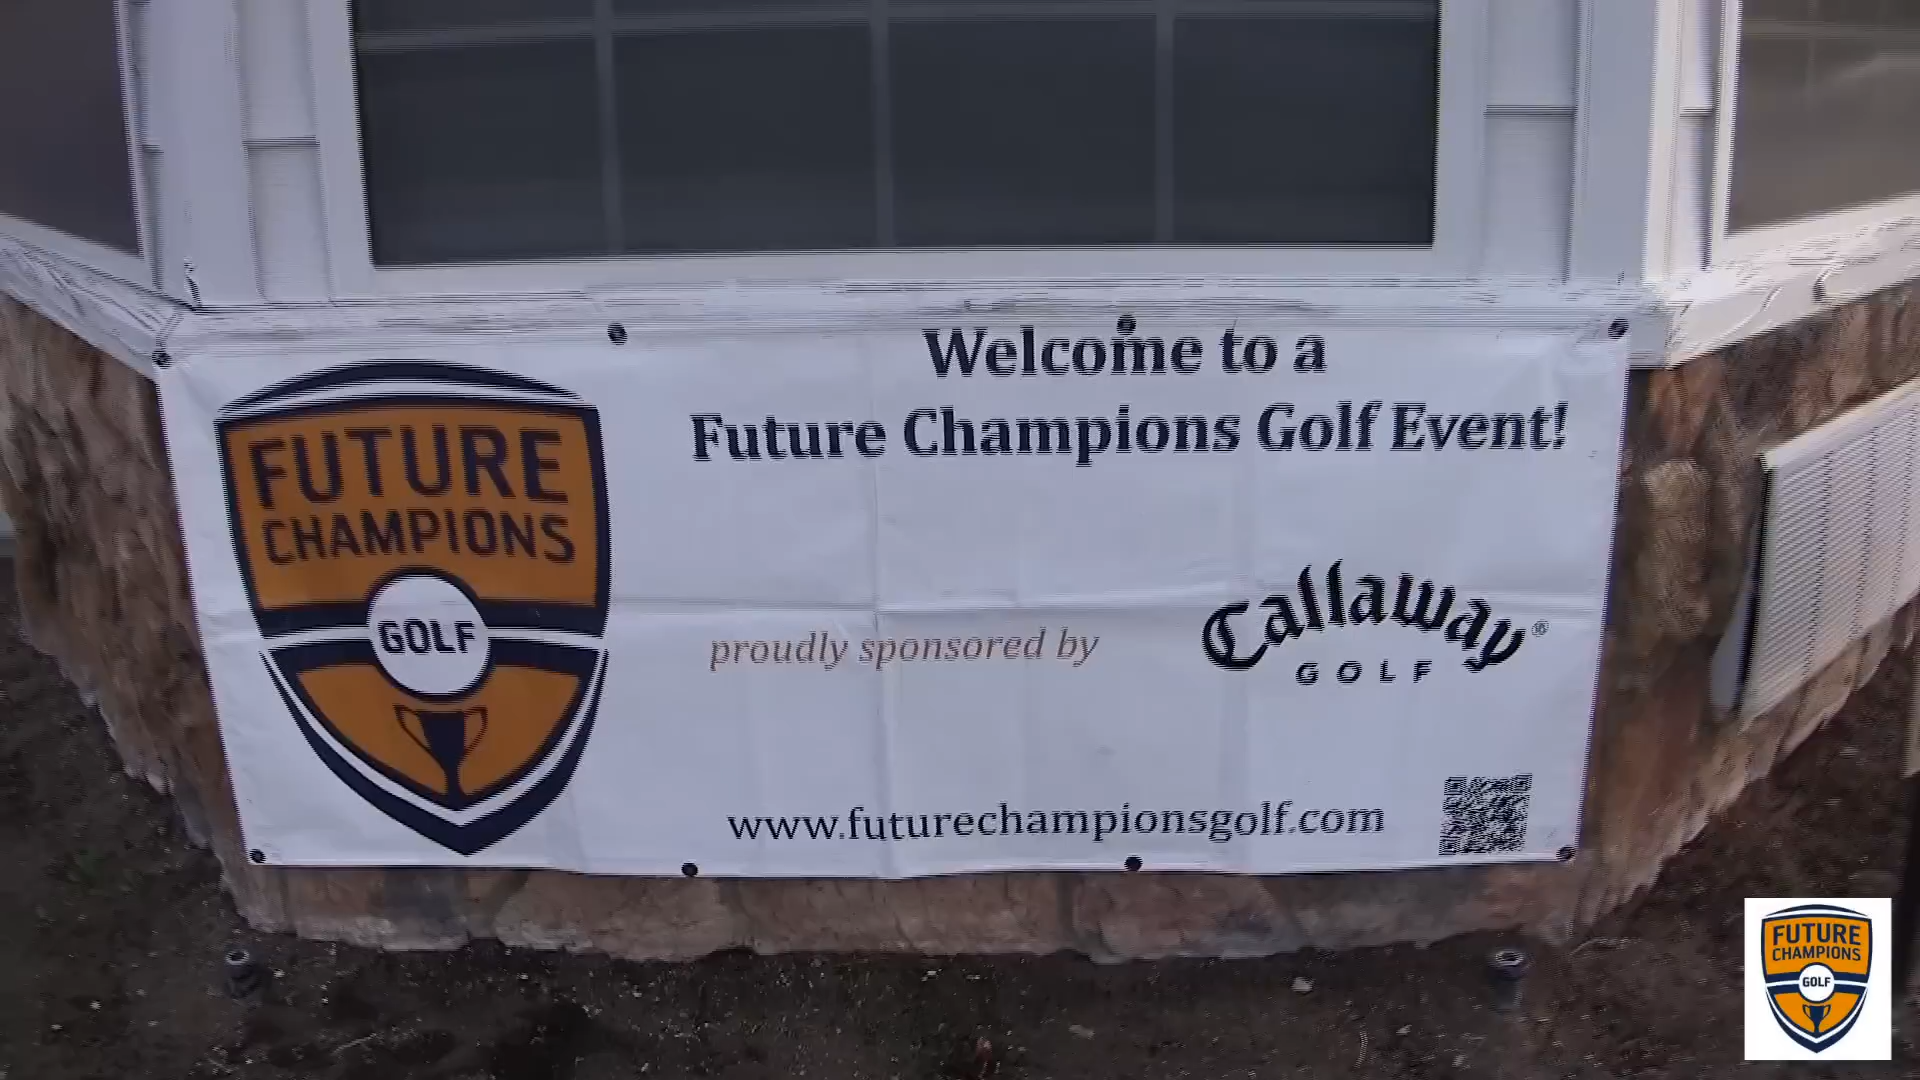 Welcome to a
Future Champions Golf Event!
FUTURE
CHAMPIONS
GOLF
proudly sponsored by
Callaway®
GOLF
www.futurechampionsgolf.com
FUTURE
CHAMPIONS
GOLF